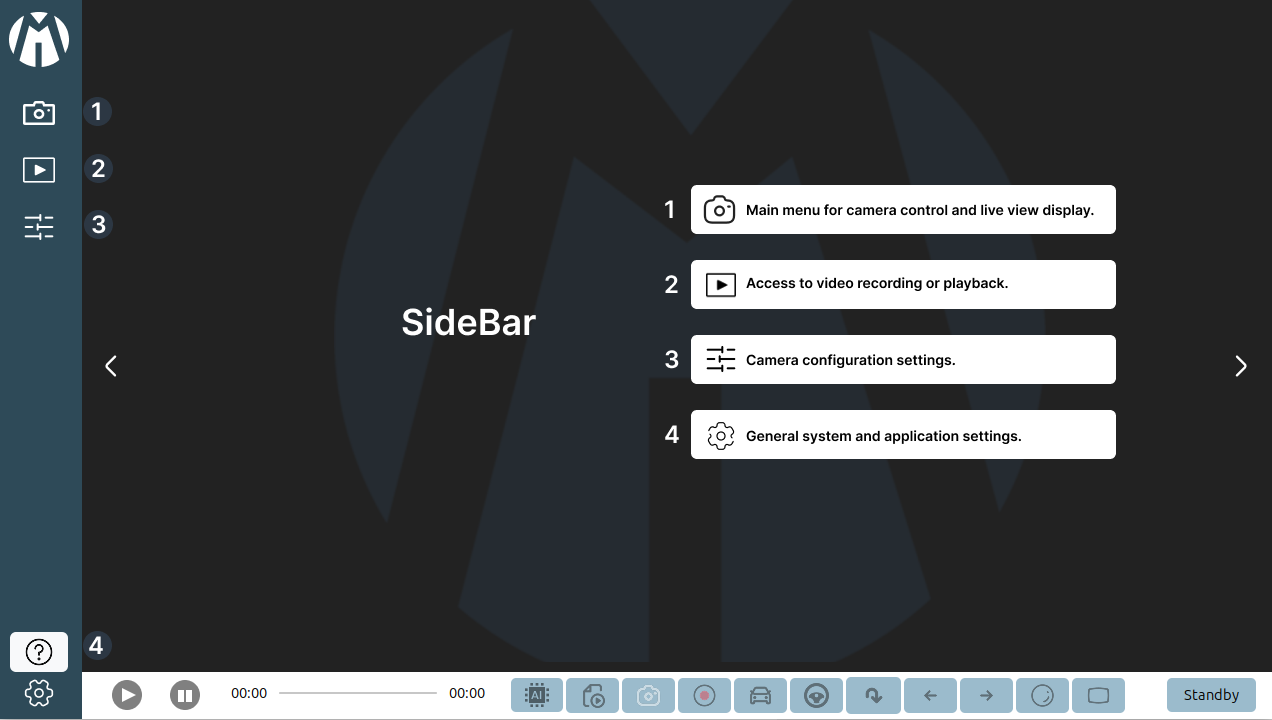 1
2
3
SideBar
1 Main menu for camera control and live view display.
2 Access to video recording or playback.
3 Camera configuration settings.
4 General system and application settings.
?
4
00:00 00:00 AI Standby